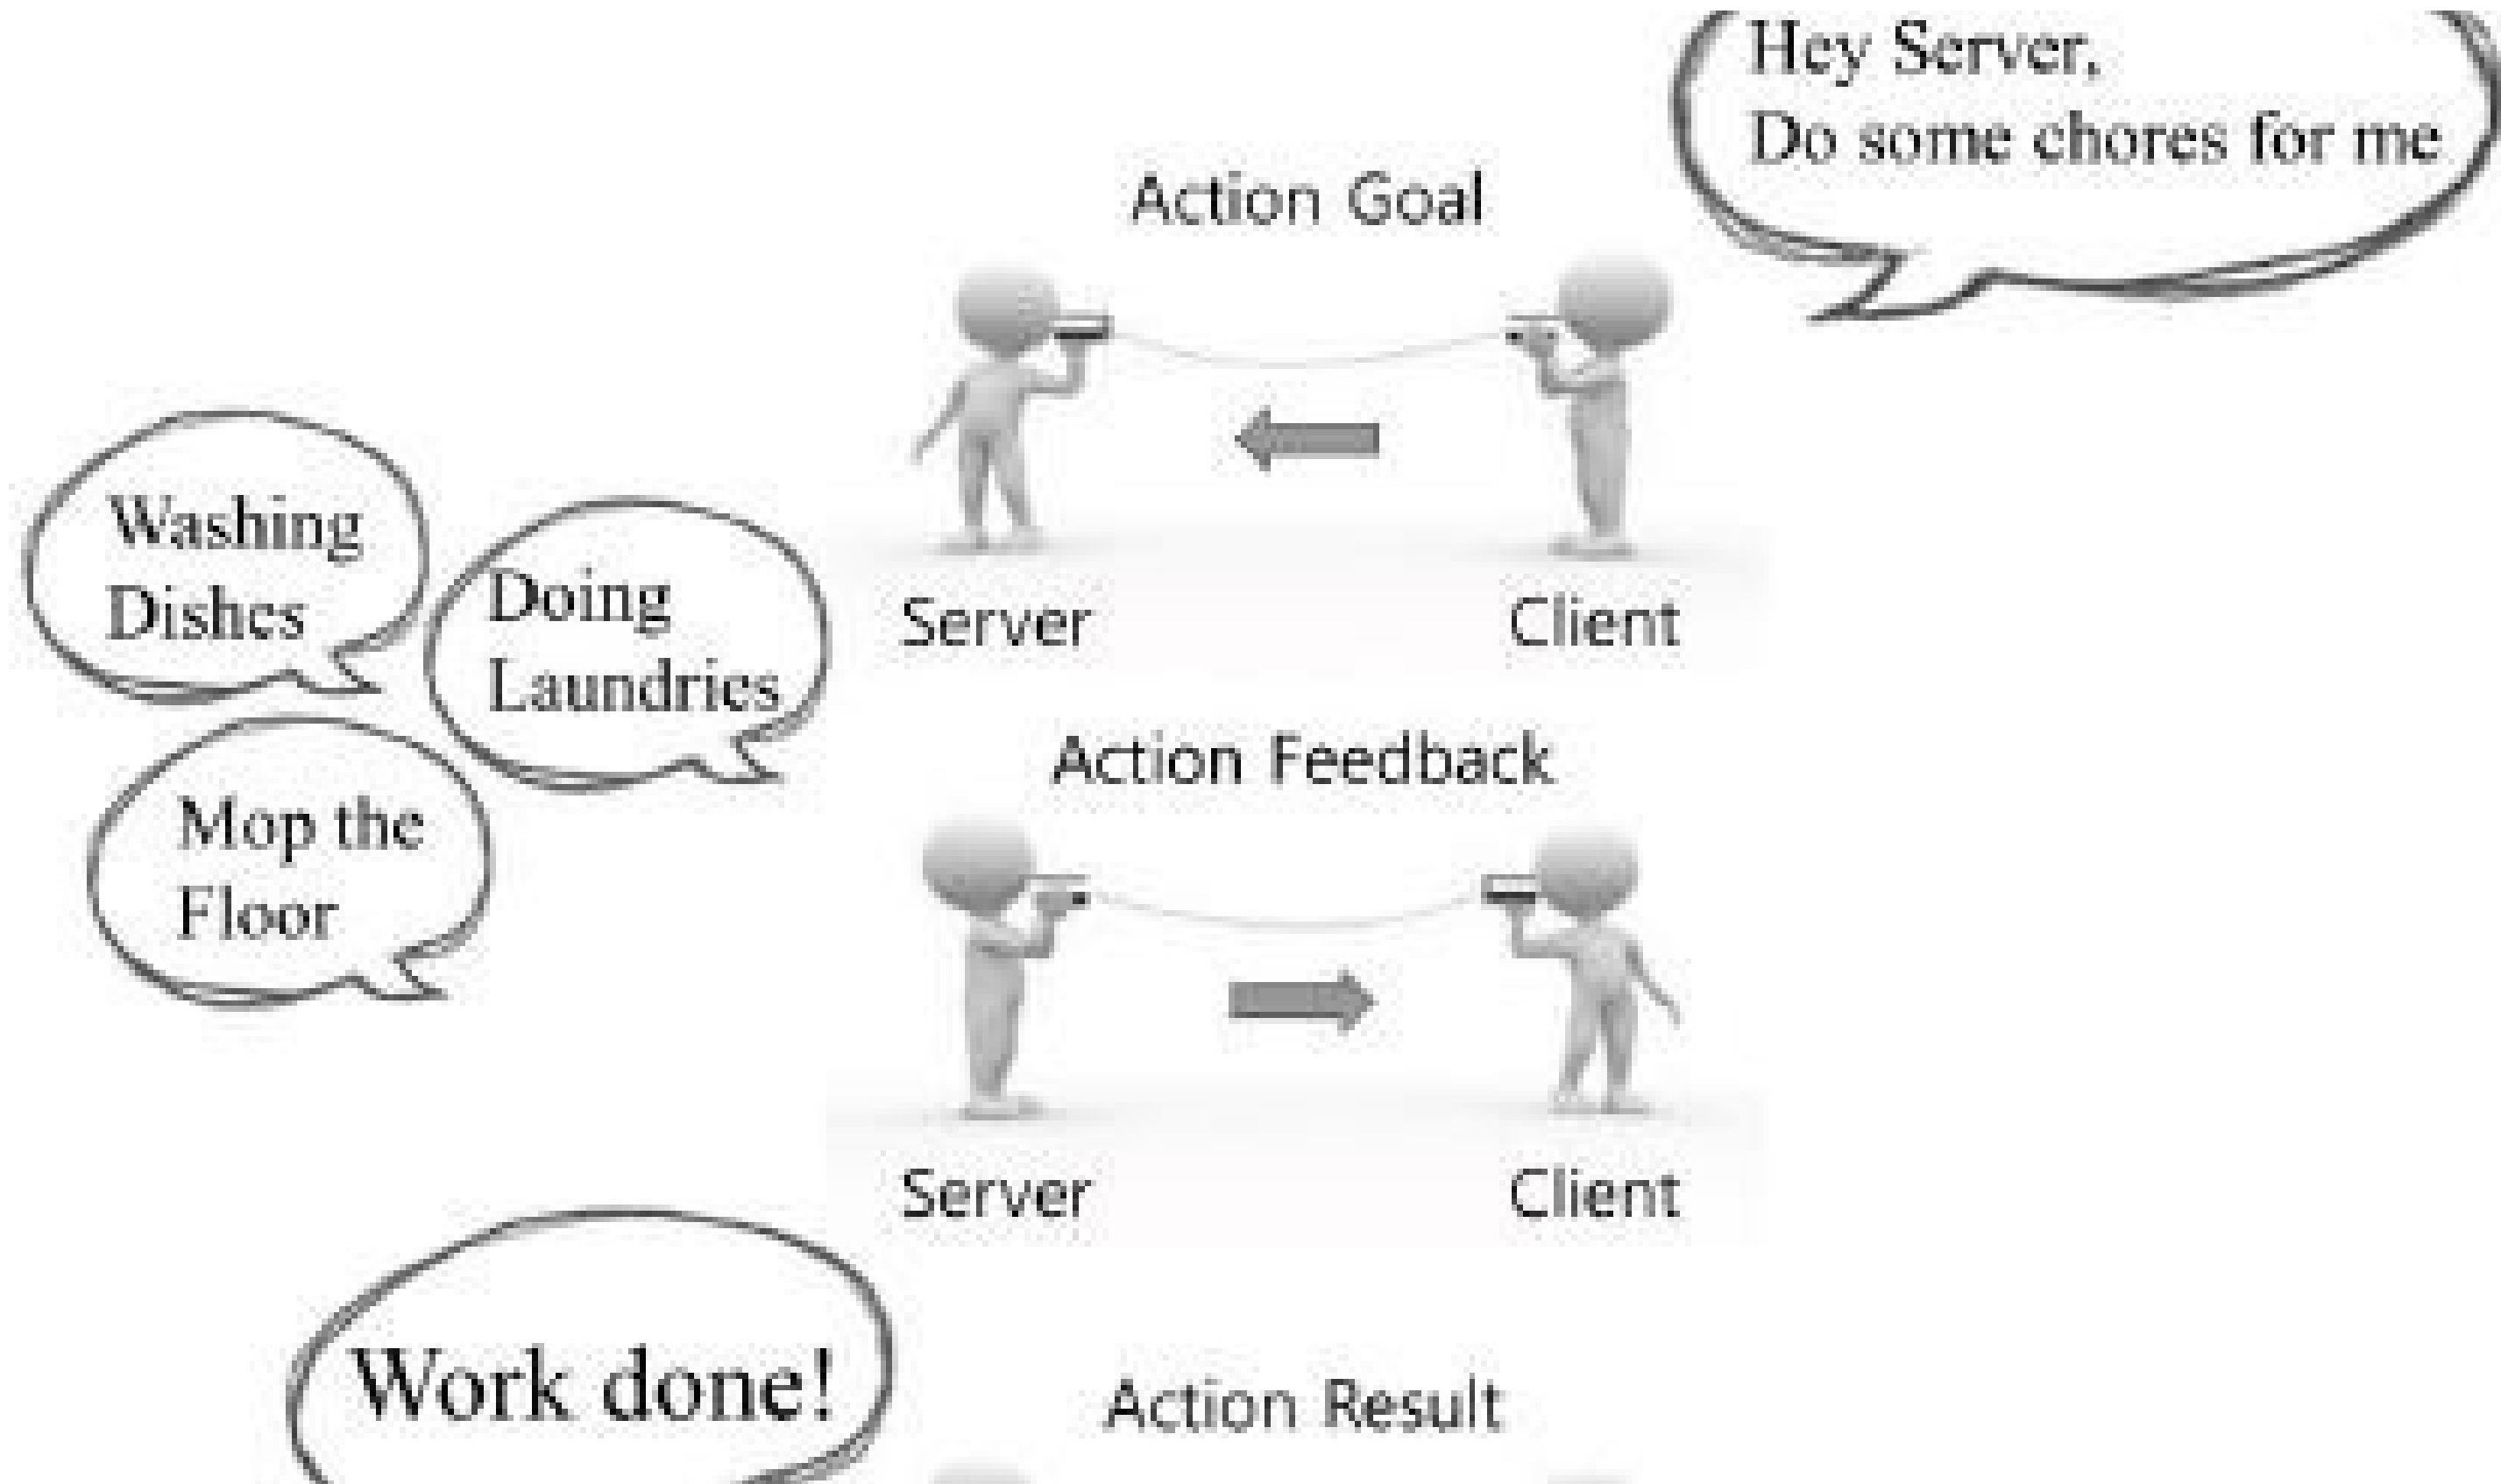 Hey Server,
Do some chores for me
Action Goal
Server
Client
Washing
Dishes
Doing
Laundries
Mop the
Floor
Action Feedback
Server
Client
Work done!
Action Result